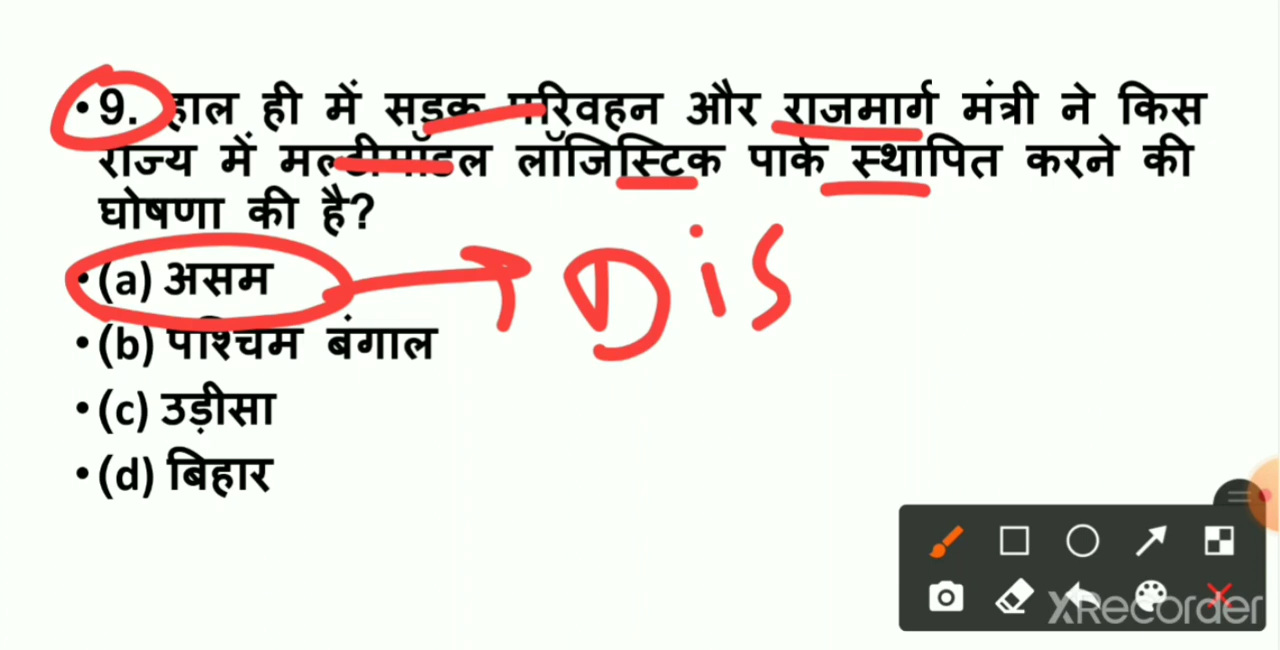 • 9. हाल ही में सड़क परिवहन और राजमार्ग मंत्री ने किस
राज्य में मल्टीमॉडल लॉजिस्टिक पार्क स्थापित करने की
घोषणा की है?
• (a) असम
Dis
• (b) पश्चिम बंगाल
• (c) उड़ीसा
• (d) बिहार
XRecorder